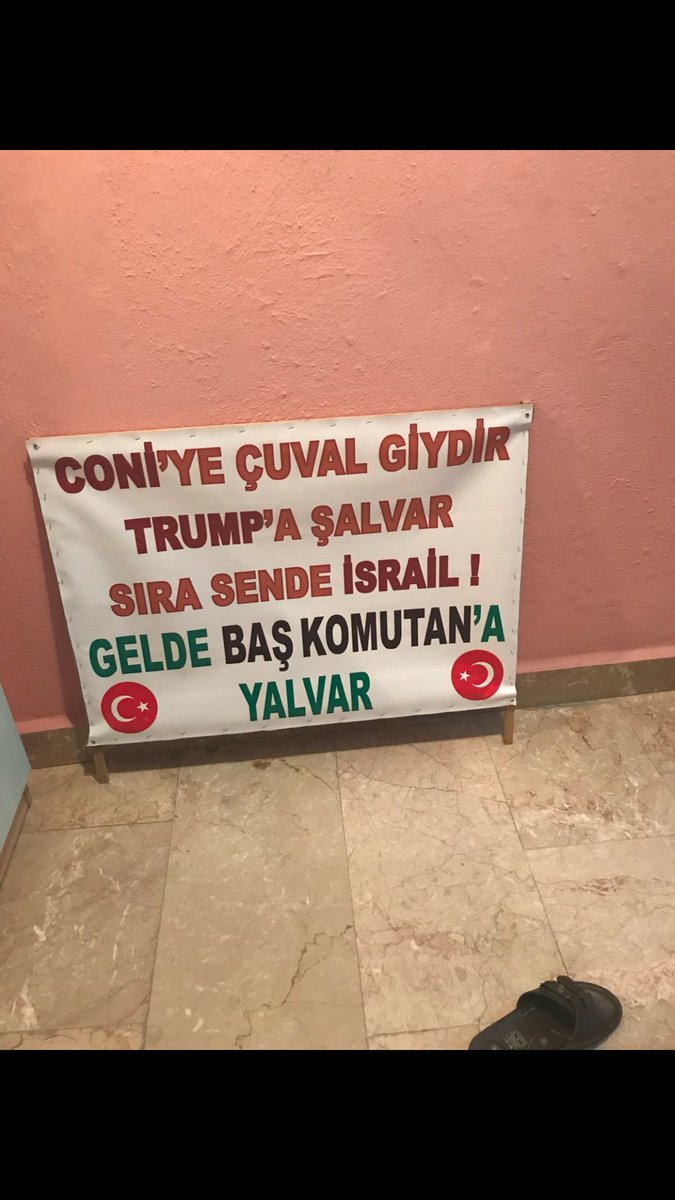 CONİ'YE ÇUVAL GİYDİR
TRUMP'A ŞALVAR
SIRA SENDE İSRAİL !
GELDE BAŞ KOMUTAN'A
YALVAR